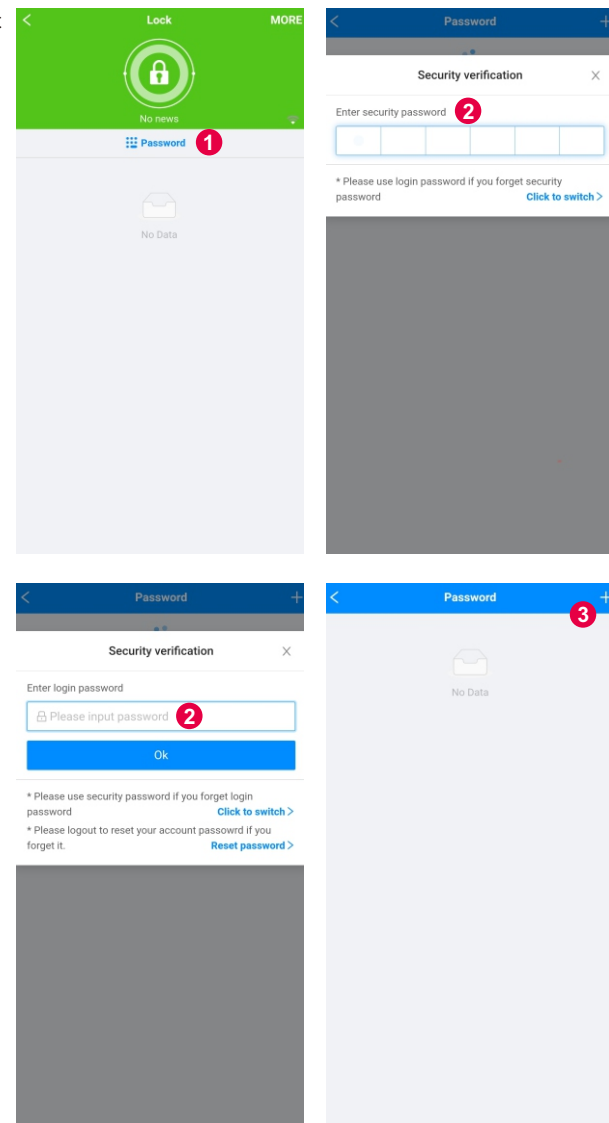 Lock
MORE
No news
Password
1
No Data
Password
Security verification
Enter security password
2
* Please use login password if you forget security
password
Click to switch >
Password
Security verification
Enter login password
Please input password
2
Ok
* Please use security password if you forget login
password
Click to switch >
* Please logout to reset your account passowrd if you
forget it.
Reset password >
Password
3
No Data